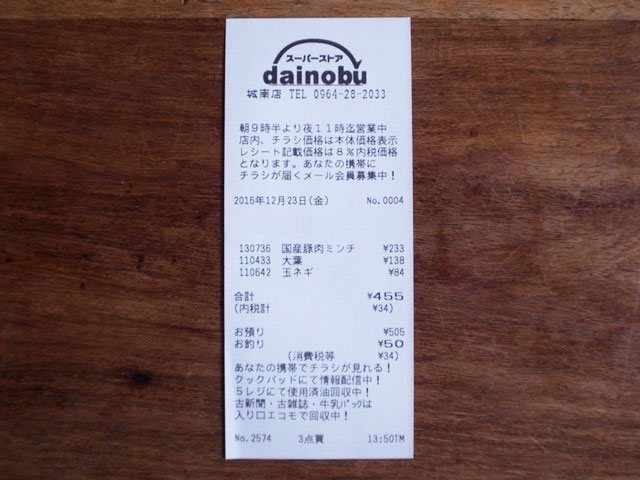 スーパーストア
dainobu
城南店 TEL 0964-28-2033
朝9時半より夜11時迄営業中
店内、チラシ価格は本体価格表示
レシート記載価格は8%内税価格
となります。あなたの携帯に
チラシが届くメール会員募集中!
2016年12月23日(金) No.0004
130736 国産豚肉ミンチ ¥233
110433 大葉 ¥138
110642 玉ネギ ¥84
合計 ¥455
(内税計 ¥34)
お預り ¥505
お釣り ¥50
(消費税等 ¥34)
あなたの携帯でチラシが見れる!
クックパッドにて情報配信中!
5レジにて使用済油回収中!
古新聞・古雑誌・牛乳パックは
入り口エコモで回収中!
No.2574 3点買 13:50TM